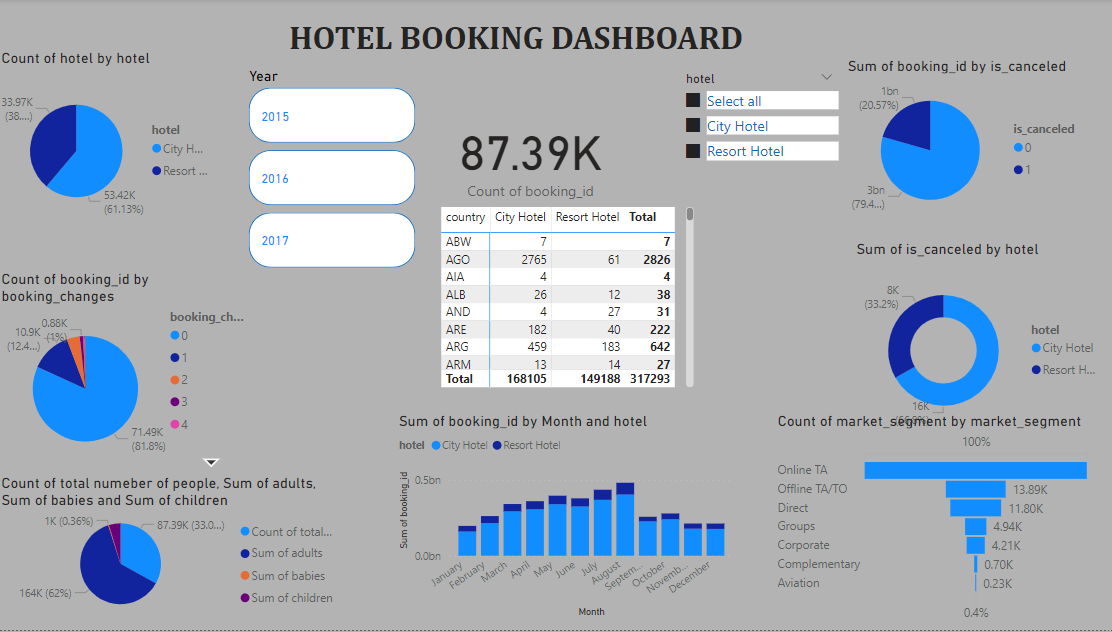 HOTEL BOOKING DASHBOARD
Count of hotel by hotel
33.97K
(38....)
53.42K
(61.13%)
hotel
City H...
Resort ...
Year
2015
2016
2017
87.39K
Count of booking_id
hotel
Select all
City Hotel
Resort Hotel
Sum of booking_id by is_canceled
1bn
(20.57%)
3bn
(79.4...)
is_canceled
0
1
country City Hotel Resort Hotel Total
ABW 7 7
AGO 2765 61 2826
AIA 4 4
ALB 26 12 38
AND 4 27 31
ARE 182 40 222
ARG 459 183 642
ARM 13 14 27
Total 168105 149188 317293
Sum of is_canceled by hotel
8K
(33.2%)
16K
hotel
City Hotel
Resort H...
Count of booking_id by
booking_changes
0.88K
(1%)
10.9K
(12.4...)
71.49K
(81.8%)
booking_ch...
0
1
2
3
4
Count of total numeber of people, Sum of adults,
Sum of babies and Sum of children
1K (0.36%)
87.39K (33.0...)
164K (62%)
Count of total...
Sum of adults
Sum of babies
Sum of children
Sum of booking_id by Month and hotel
hotel City Hotel Resort Hotel
Sum of booking_id
0.5bn
0.0bn
January
February
March
April
May
June
July
August
Septem...
October
Novemb...
December
Month
Count of market_segment by market_segment
100%
Online TA
Offline TA/TO 13.89K
Direct 11.80K
Groups 4.94K
Corporate 4.21K
Complementary 0.70K
Aviation 0.23K
0.4%